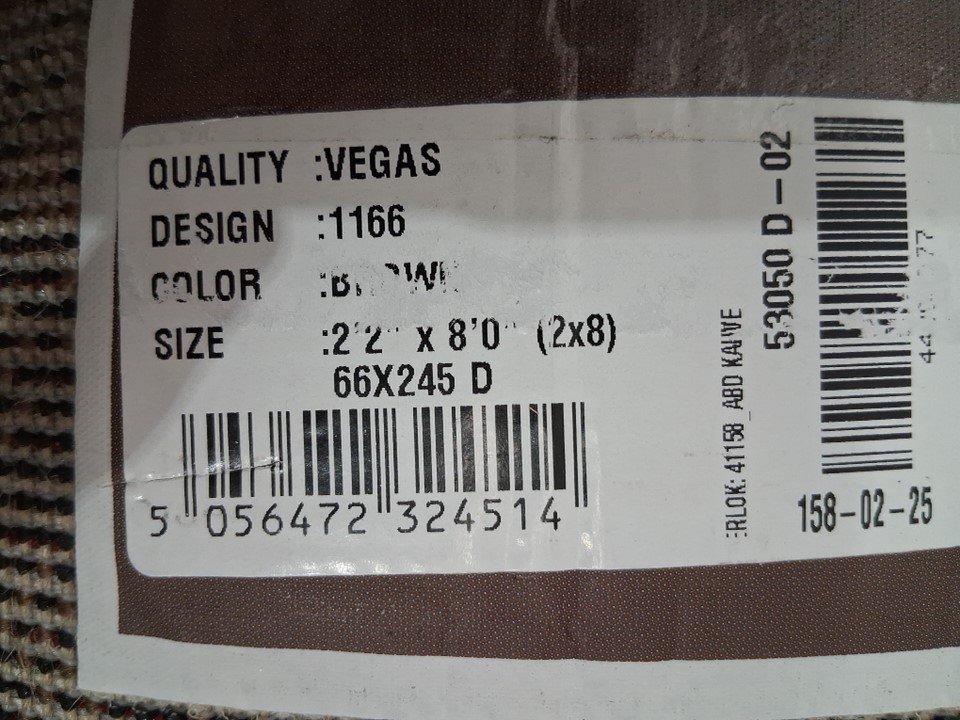 QUALITY :VEGAS
DESIGN :1166
COLOR
SIZE :2'2" x 8'0" (2x8)
66X245 D
5 056472 324514
53050 D-02
158-02-25